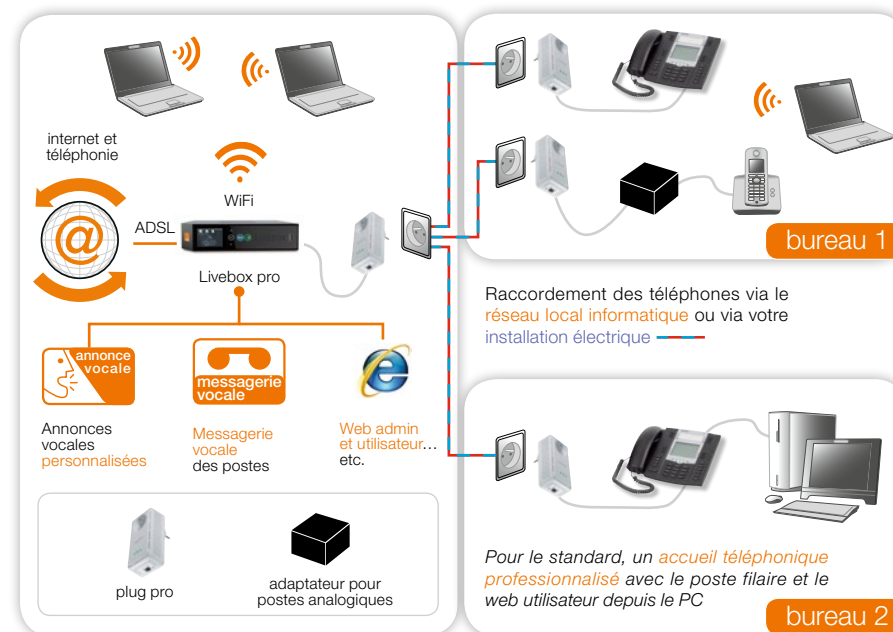 internet et
téléphonie
@
ADSL
WiFi
Livebox pro
annonce
vocale
messagerie
vocale
Annonces
vocales
personnalisées
Messagerie
vocale
des postes
Web admin
et utilisateur...
etc.
plug pro
adaptateur pour
postes analogiques
bureau 1
Raccordement des téléphones via le
réseau local informatique ou via votre
installation électrique
Pour le standard, un accueil téléphonique
professionnalisé avec le poste filaire et le
web utilisateur depuis le PC
bureau 2